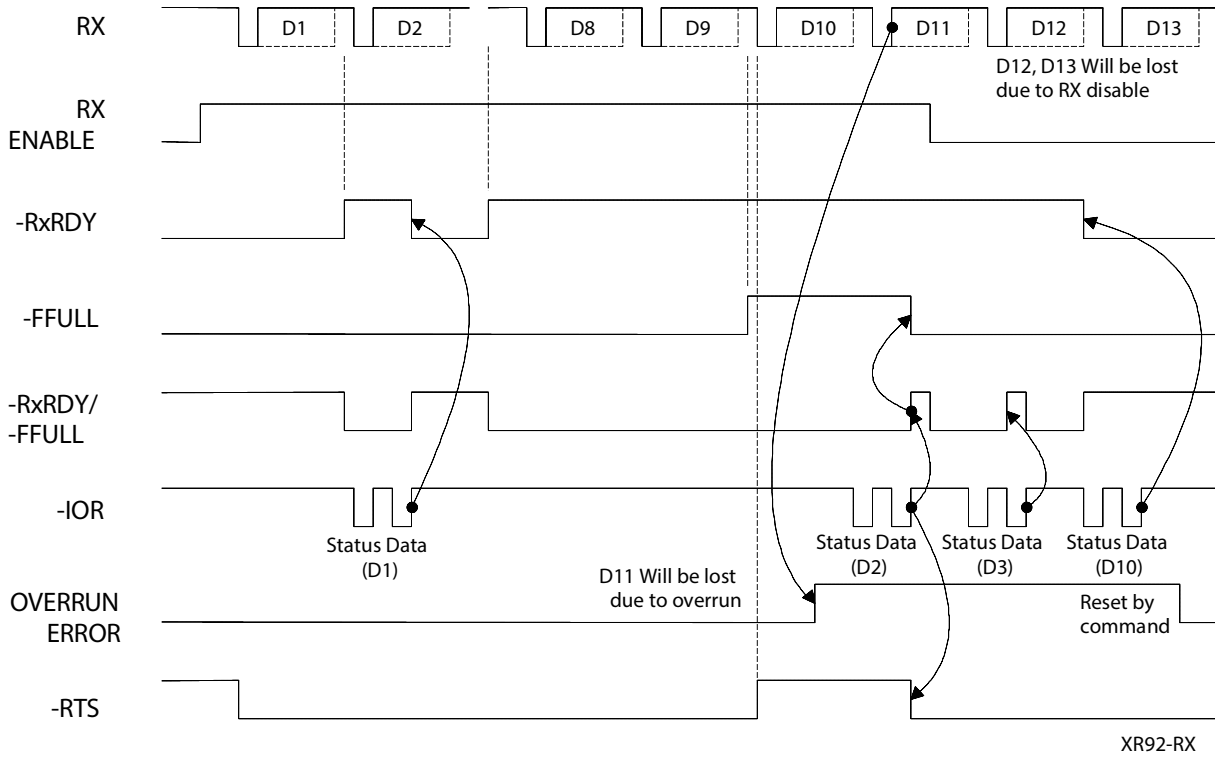 RX
D1
D2
D8
D9
D10
D11
D12
D13
D12, D13 Will be lost
due to RX disable
RX
ENABLE
-RxRDY
-FFULL
-RxRDY/
-FFULL
-IOR
Status Data
(D1)
Status Data
(D2)
Status Data
(D3)
Status Data
(D10)
D11 Will be lost
due to overrun
OVERRUN
ERROR
Reset by
command
-RTS
XR92-RX